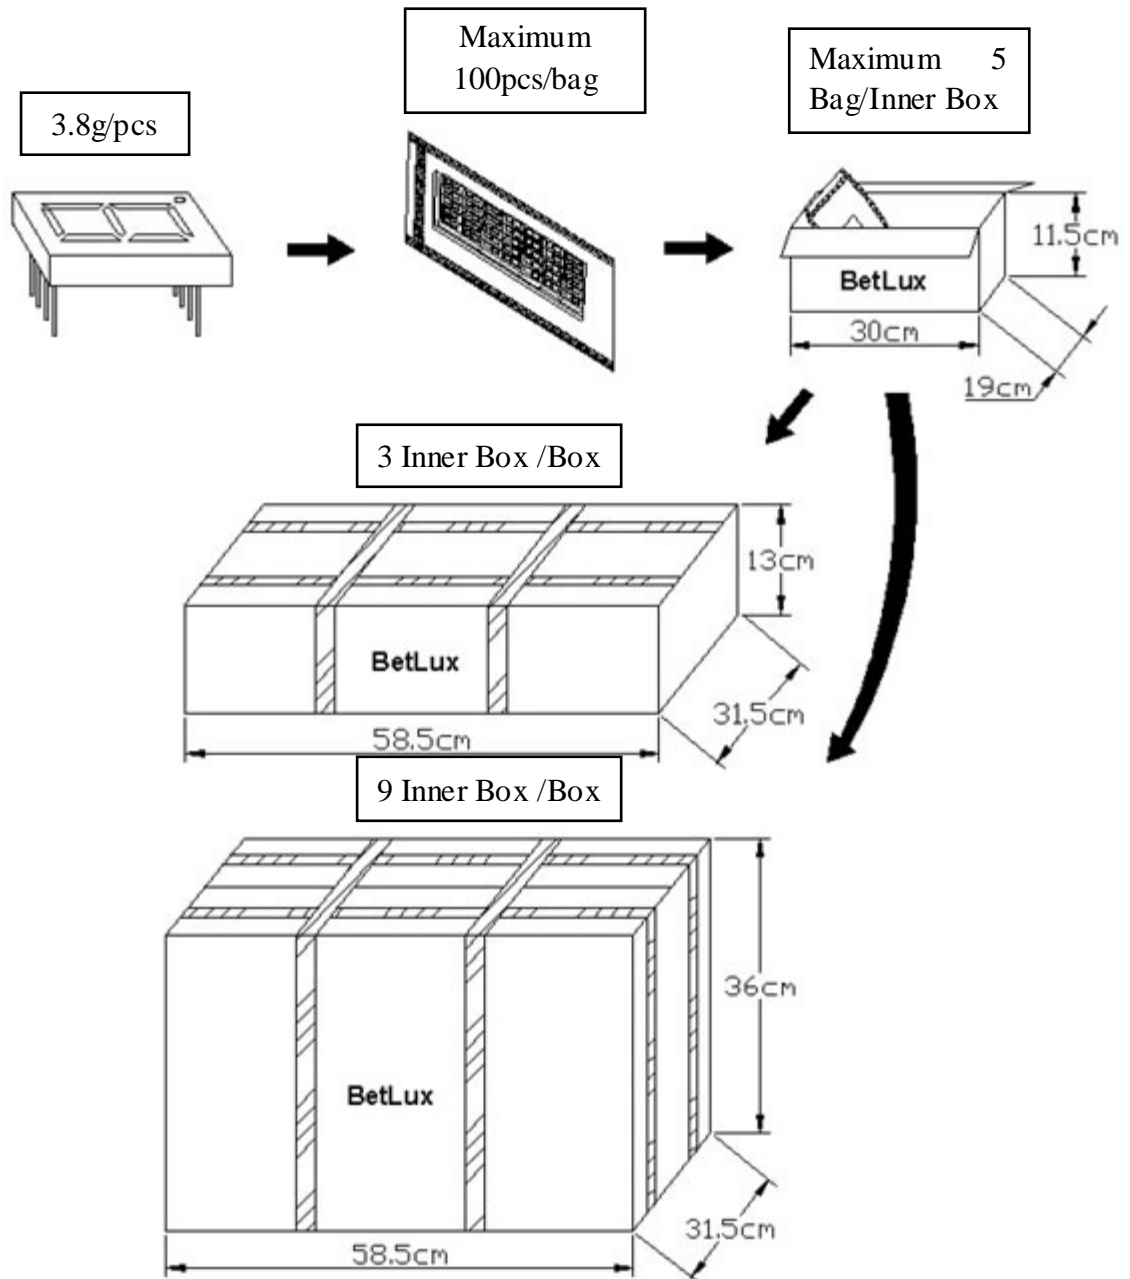 Maximum
100pcs/bag
Maximum 5
Bag/Inner Box
3.8g/pcs
11.5cm
BetLux
30cm
19cm
3 Inner Box /Box
13cm
BetLux
31.5cm
58.5cm
9 Inner Box /Box
36cm
BetLux
31.5cm
58.5cm